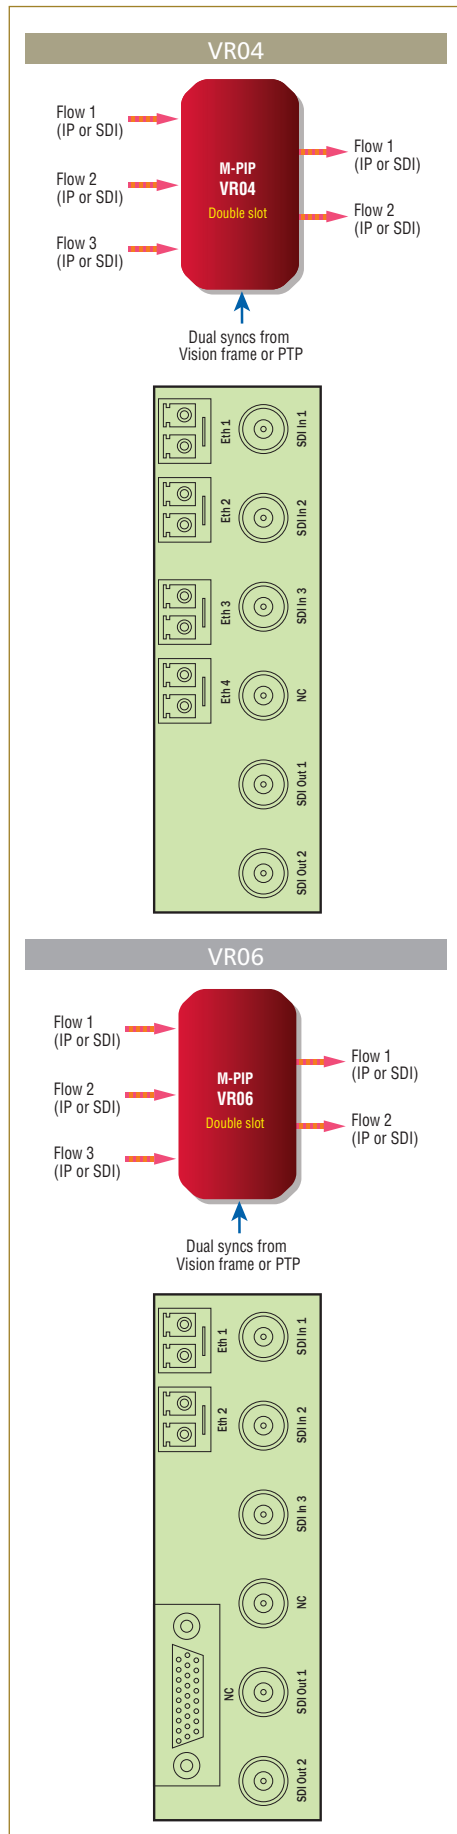 VR04
Flow 1
(IP or SDI)
Flow 2
(IP or SDI)
Flow 3
(IP or SDI)
M-PIP
VR04
Double slot
Flow 1
(IP or SDI)
Flow 2
(IP or SDI)
Dual syncs from
Vision frame or PTP
Eth 1
SDI In 1
Eth 2
SDI In 2
Eth 3
SDI In 3
Eth 4
NC
SDI Out 1
SDI Out 2
VR06
Flow 1
(IP or SDI)
Flow 2
(IP or SDI)
Flow 3
(IP or SDI)
M-PIP
VR06
Double slot
Flow 1
(IP or SDI)
Flow 2
(IP or SDI)
Dual syncs from
Vision frame or PTP
Eth 1
SDI In 1
Eth 2
SDI In 2
SDI In 3
NC
NC
SDI Out 1
SDI Out 2